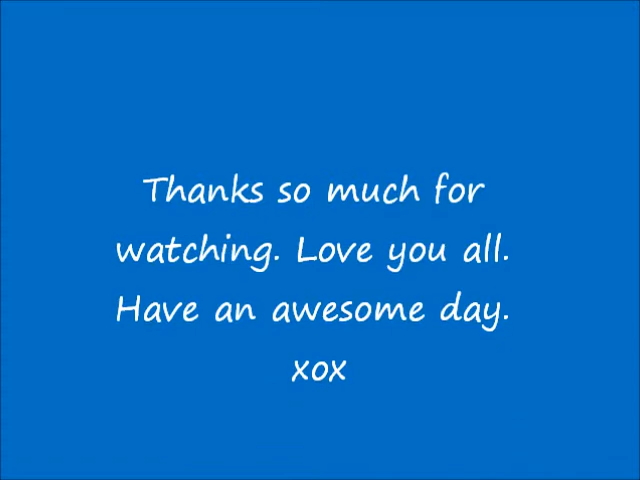 Thanks so much for
watching. Love you all.
Have an awesome day.
xox